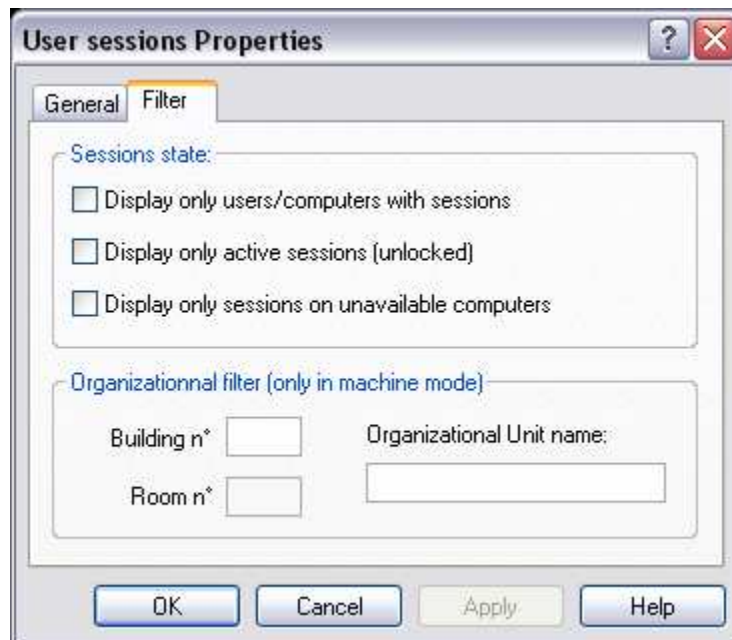 User sessions Properties
General Filter
Sessions state:
Display only users/computers with sessions
Display only active sessions (unlocked)
Display only sessions on unavailable computers
Organizationnal filter (only in machine mode)
Building n°
Organizational Unit name:
Room n°
OK Cancel Apply Help